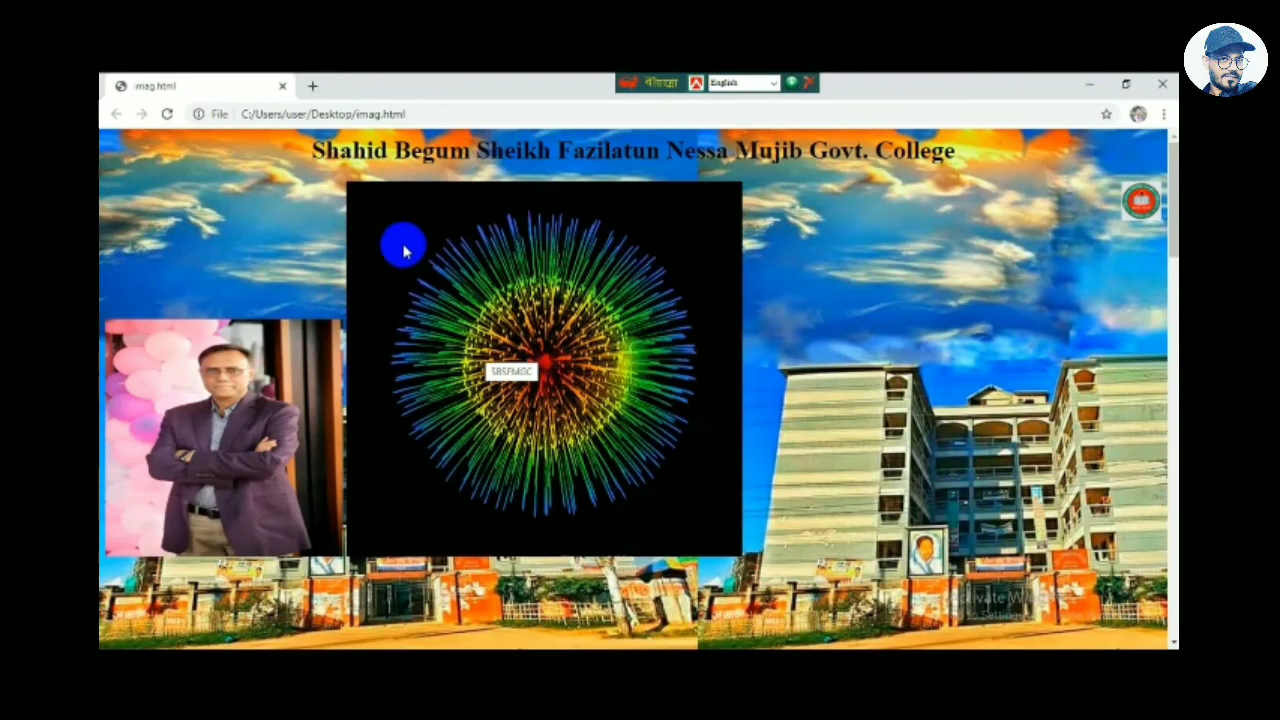 imag.html
English
File
C:/Users/user/Desktop/imag.html
Shahid Begum Sheikh Fazilatun Nessa Mujib Govt. College
SBSFMGC